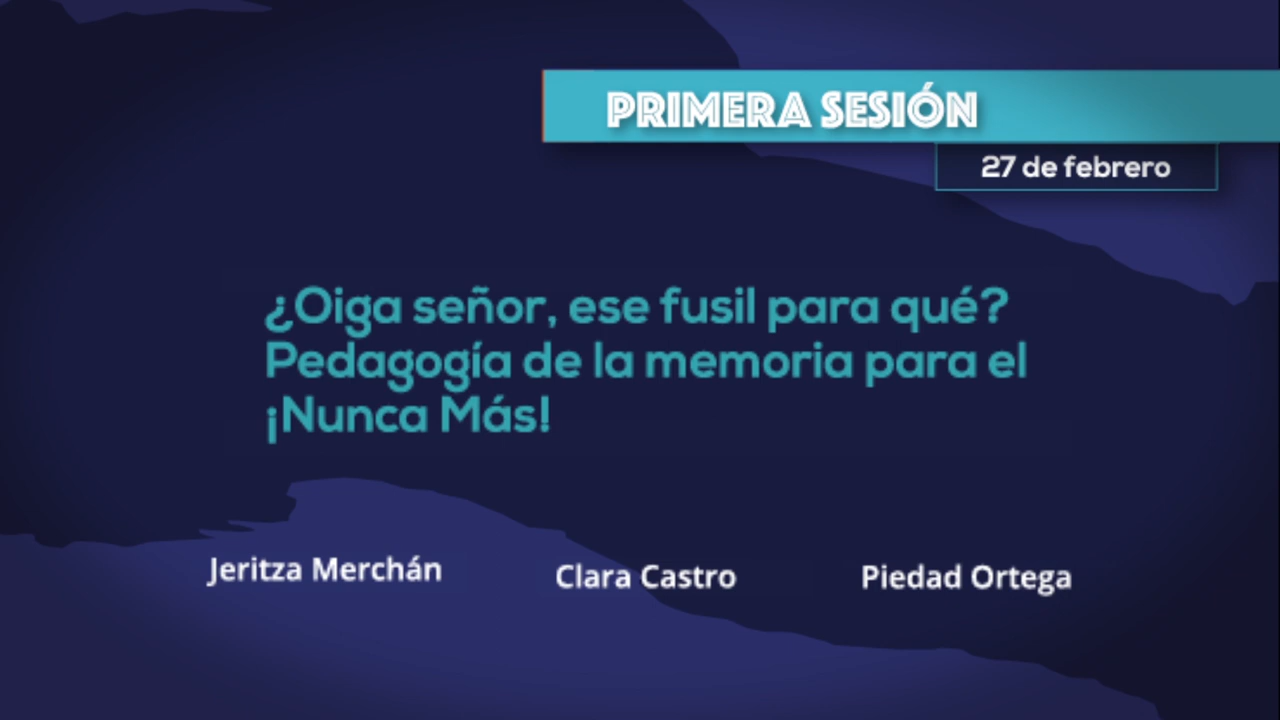 PRIMERA SESIÓN
27 de febrero
¿Oiga señor, ese fusil para qué?
Pedagogía de la memoria para el
¡Nunca Más!
Jeritza Merchán
Clara Castro
Piedad Ortega